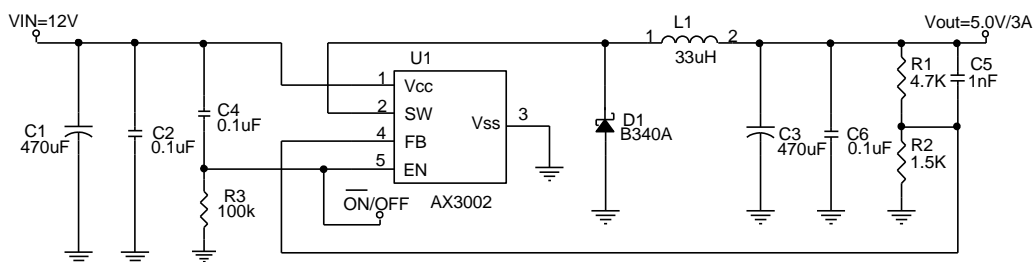 VIN=12V
Vout=5.0V/3A
L1
1 2
33uH
U1
1 Vcc
2 SW
4 FB
5 EN
Vss 3
AX3002
C1
470uF
C2
0.1uF
C4
0.1uF
R3
100k
ON/OFF
D1
B340A
C3
470uF
C6
0.1uF
R1
4.7K
C5
1nF
R2
1.5K